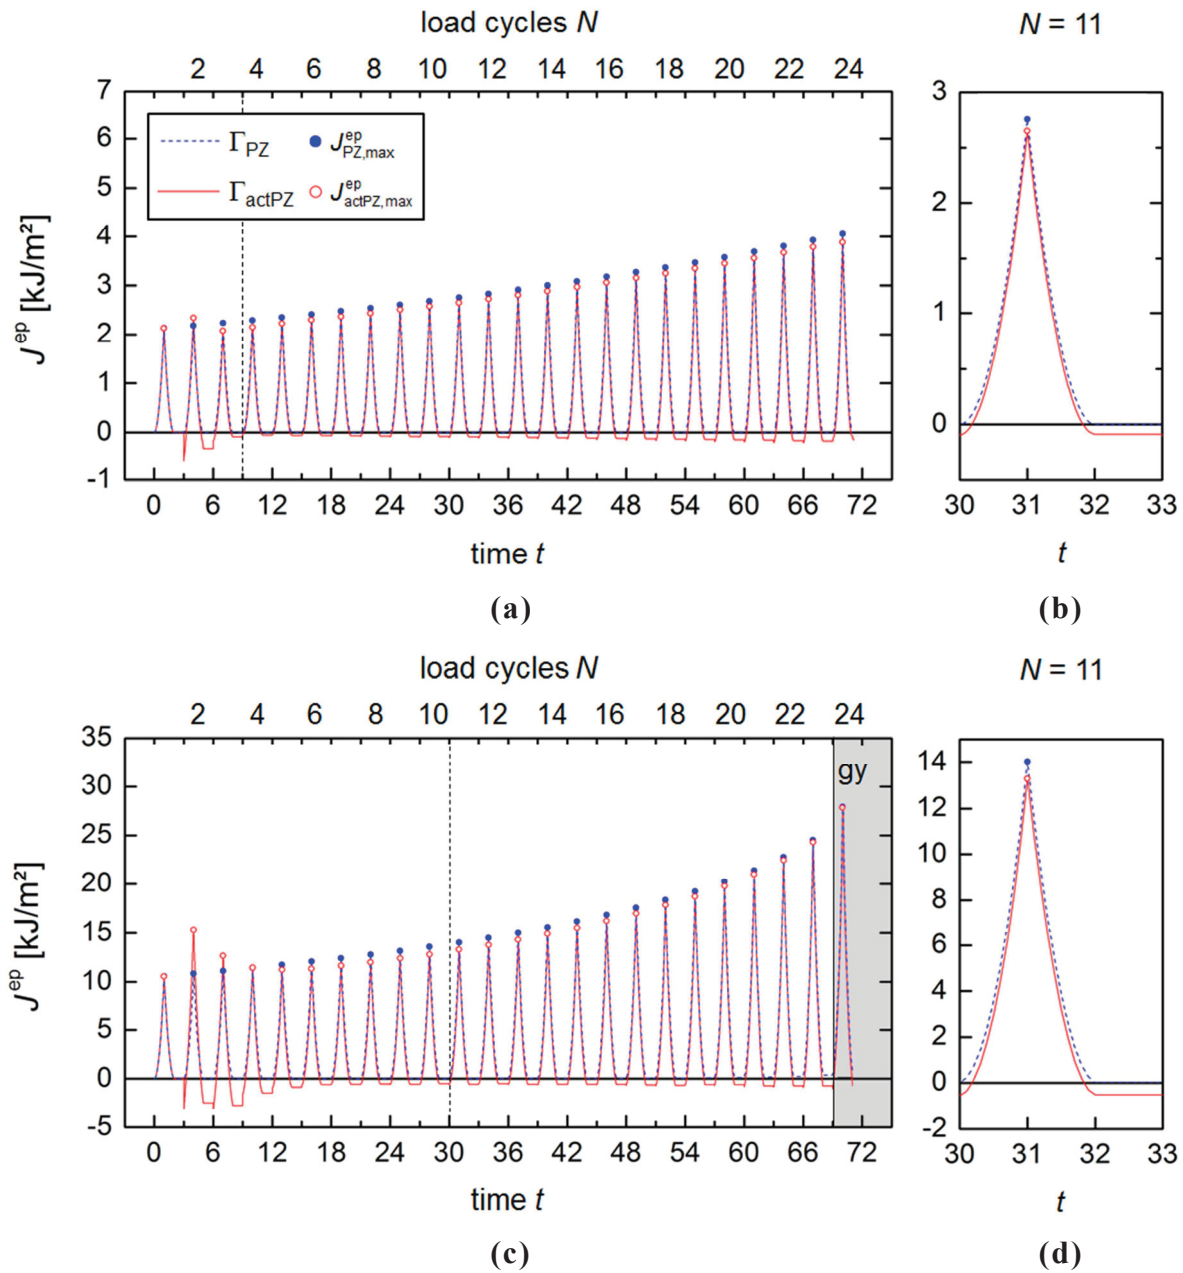 load cycles N
2 4 6 8 10 12 14 16 18 20 22 24
7
6
5
4
3
2
1
0
-1
J^ep [kJ/m²]
Γ_PZ J^ep_PZ,max
Γ_actPZ J^ep_actPZ,max
0 6 12 18 24 30 36 42 48 54 60 66 72
time t
(a)
N = 11
3
2
1
0
30 31 32 33
t
(b)
load cycles N
2 4 6 8 10 12 14 16 18 20 22 24
35
30
25
20
15
10
5
0
-5
J^ep [kJ/m²]
gy
0 6 12 18 24 30 36 42 48 54 60 66 72
time t
(c)
N = 11
14
12
10
8
6
4
2
0
-2
30 31 32 33
t
(d)